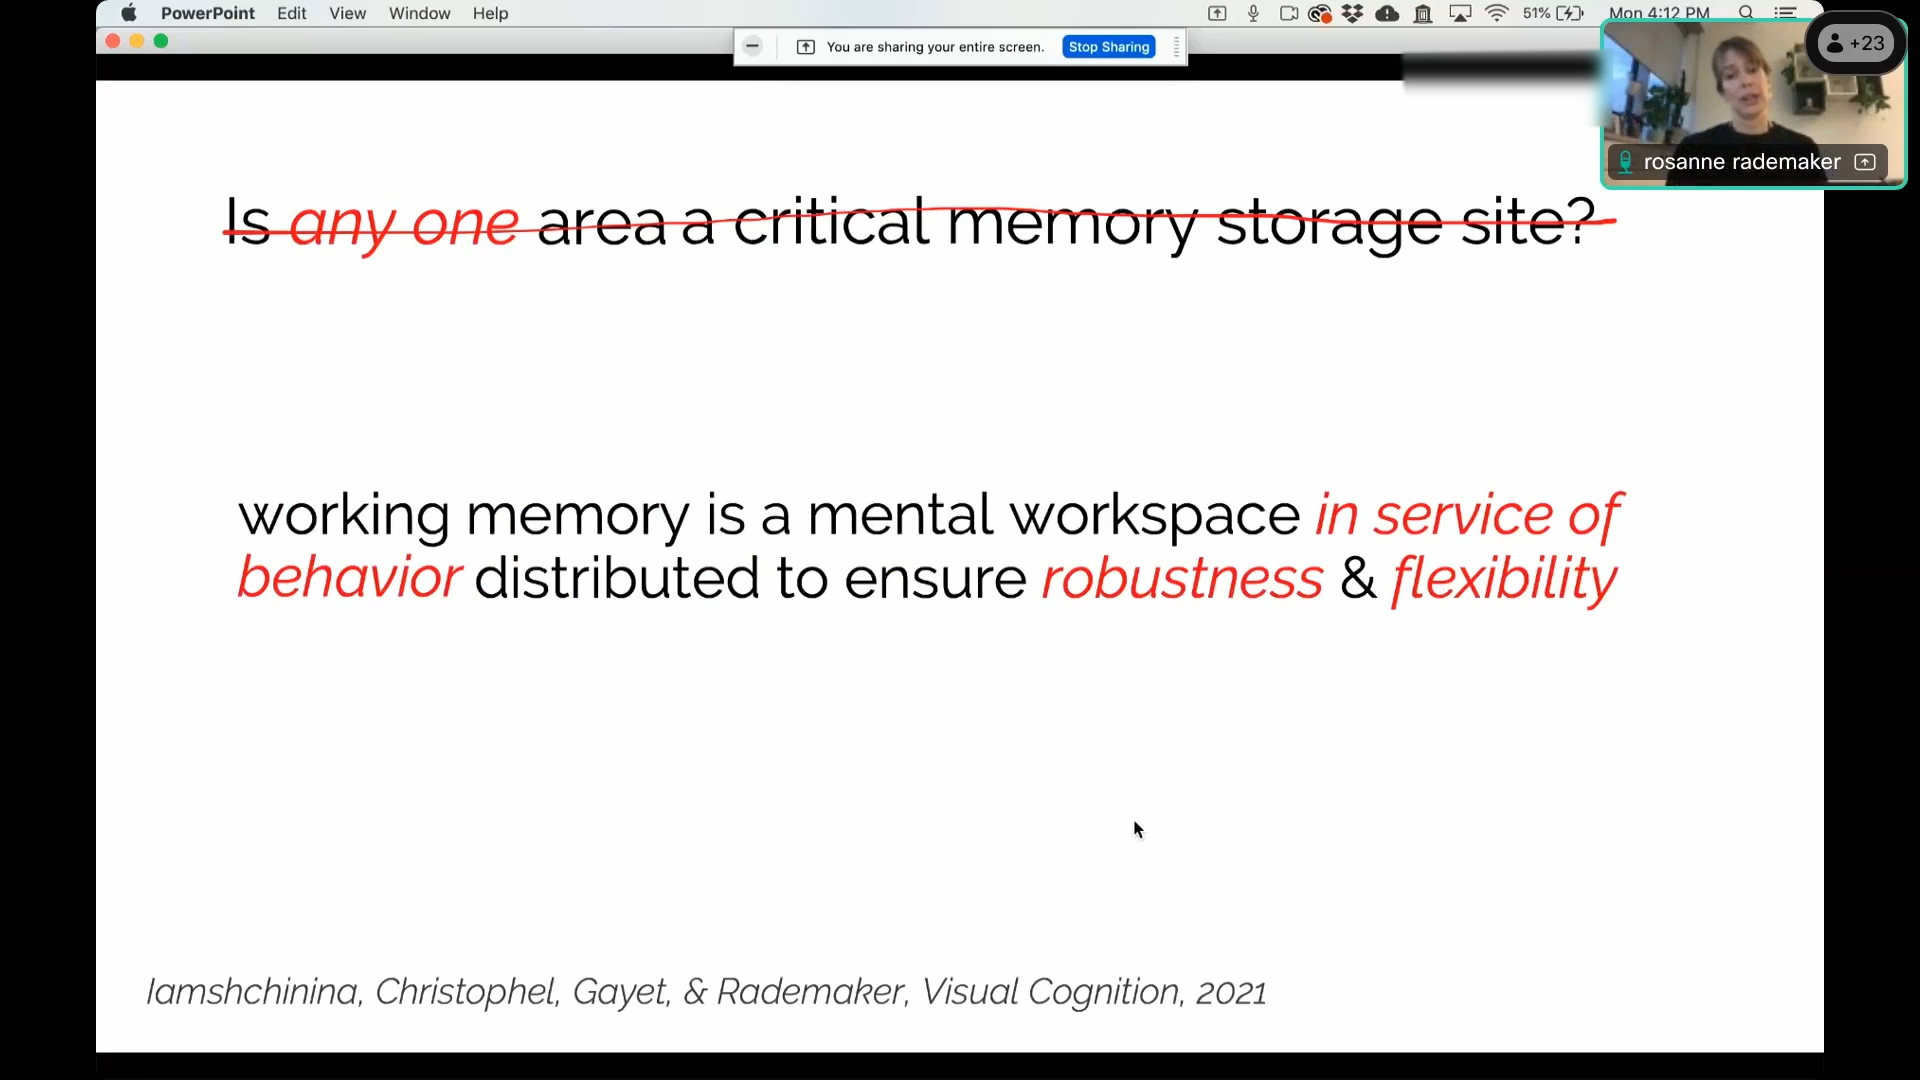 PowerPoint Edit View Window Help 51% Mon 4:12 PM
You are sharing your entire screen. Stop Sharing
+23
rosanne rademaker
Is any one area a critical memory storage site?
working memory is a mental workspace in service of
behavior distributed to ensure robustness & flexibility
Iamshchinina, Christophel, Gayet, & Rademaker, Visual Cognition, 2021